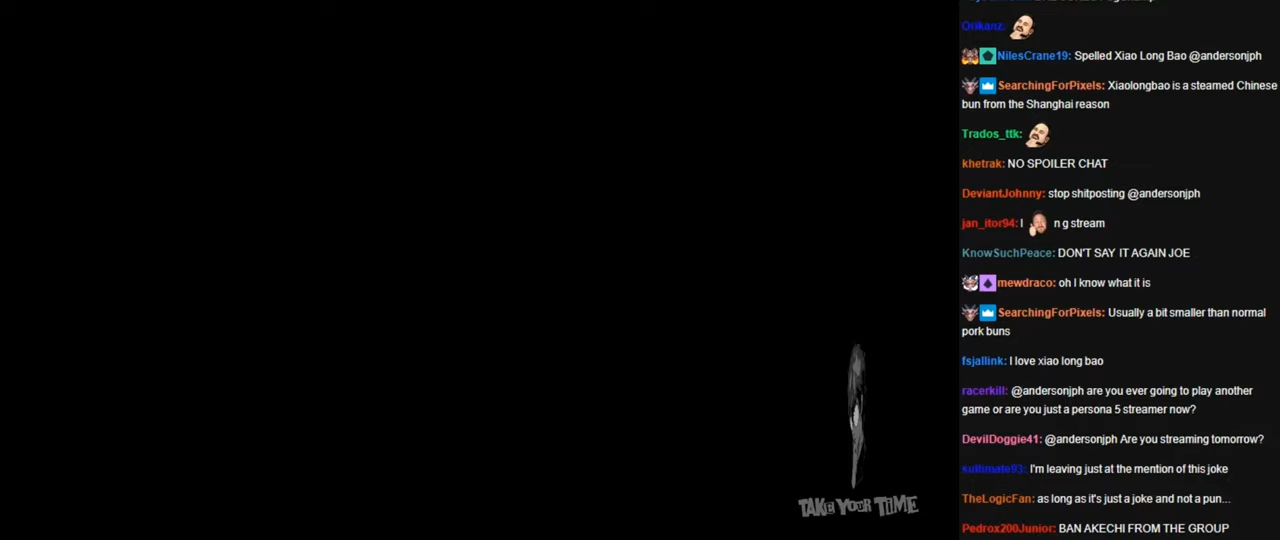 Orikanz:
NilesCrane19: Spelled Xiao Long Bao @andersonjph
SearchingForPixels: Xiaolongbao is a steamed Chinese
bun from the Shanghai reason
Trados_ttk:
khetrak: NO SPOILER CHAT
DeviantJohnny: stop shitposting @andersonjph
jan_itor94: I n g stream
KnowSuchPeace: DON'T SAY IT AGAIN JOE
mewdraco: oh I know what it is
SearchingForPixels: Usually a bit smaller than normal
pork buns
fsjallink: I love xiao long bao
racerkill: @andersonjph are you ever going to play another
game or are you just a persona 5 streamer now?
DevilDoggie41: @andersonjph Are you streaming tomorrow?
sultimate93: I'm leaving just at the mention of this joke
TheLogicFan: as long as it's just a joke and not a pun...
Pedrox200Junior: BAN AKECHI FROM THE GROUP
TAKE YOUR TIME